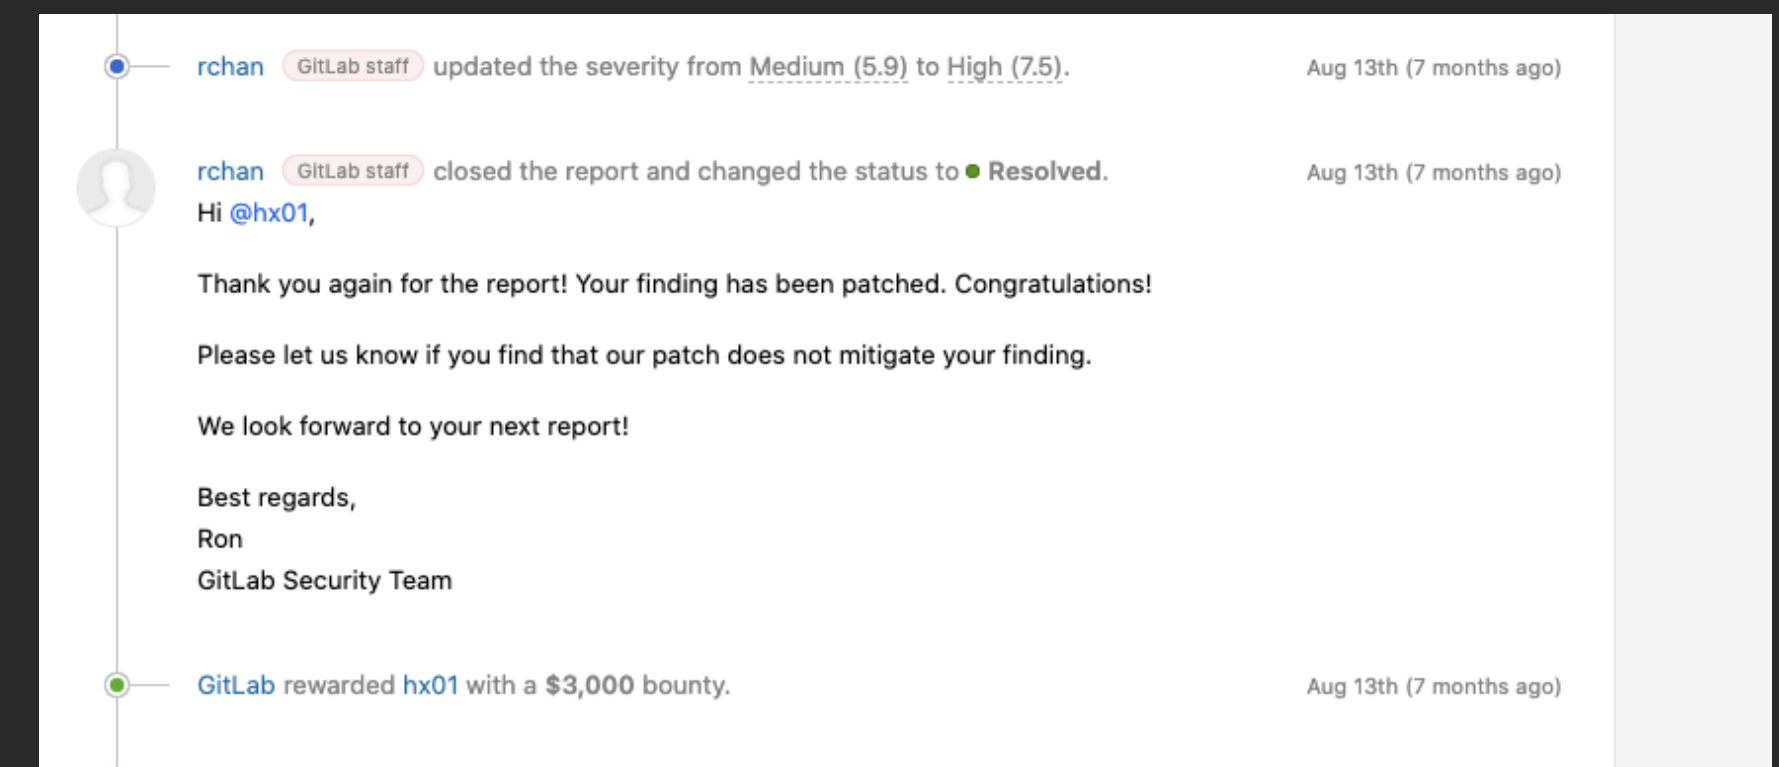 rchan GitLab staff updated the severity from Medium (5.9) to High (7.5). Aug 13th (7 months ago)
rchan GitLab staff closed the report and changed the status to Resolved. Aug 13th (7 months ago)
Hi @hx01,
Thank you again for the report! Your finding has been patched. Congratulations!
Please let us know if you find that our patch does not mitigate your finding.
We look forward to your next report!
Best regards,
Ron
GitLab Security Team
GitLab rewarded hx01 with a $3,000 bounty. Aug 13th (7 months ago)